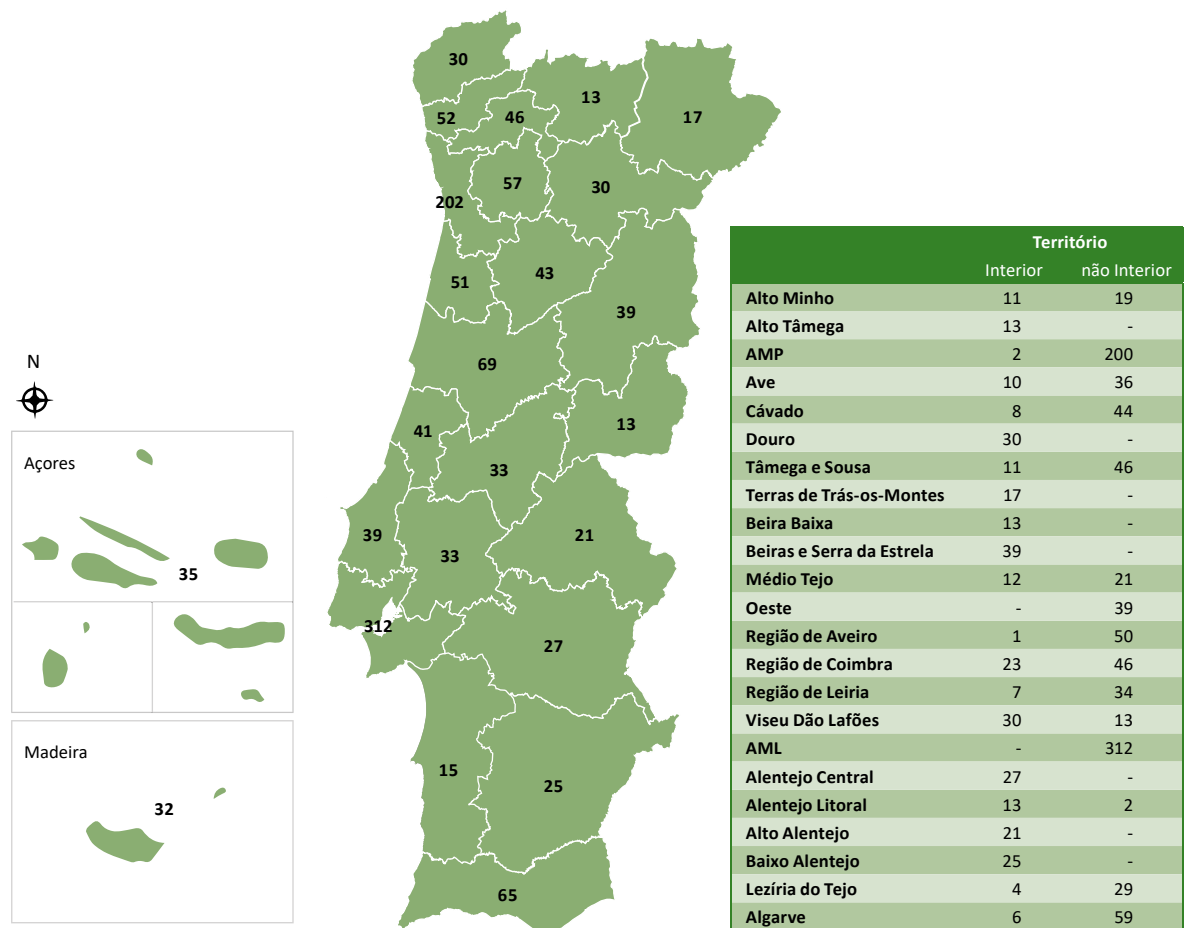 30
13
52
46
17
57
30
202
43
51
39
69
N
41
13
33
Açores
39
33
21
35
312
27
Madeira
15
25
32
65
Território
Interior não Interior
Alto Minho 11 19
Alto Tâmega 13 -
AMP 2 200
Ave 10 36
Cávado 8 44
Douro 30 -
Tâmega e Sousa 11 46
Terras de Trás-os-Montes 17 -
Beira Baixa 13 -
Beiras e Serra da Estrela 39 -
Médio Tejo 12 21
Oeste - 39
Região de Aveiro 1 50
Região de Coimbra 23 46
Região de Leiria 7 34
Viseu Dão Lafões 30 13
AML - 312
Alentejo Central 27 -
Alentejo Litoral 13 2
Alto Alentejo 21 -
Baixo Alentejo 25 -
Lezíria do Tejo 4 29
Algarve 6 59